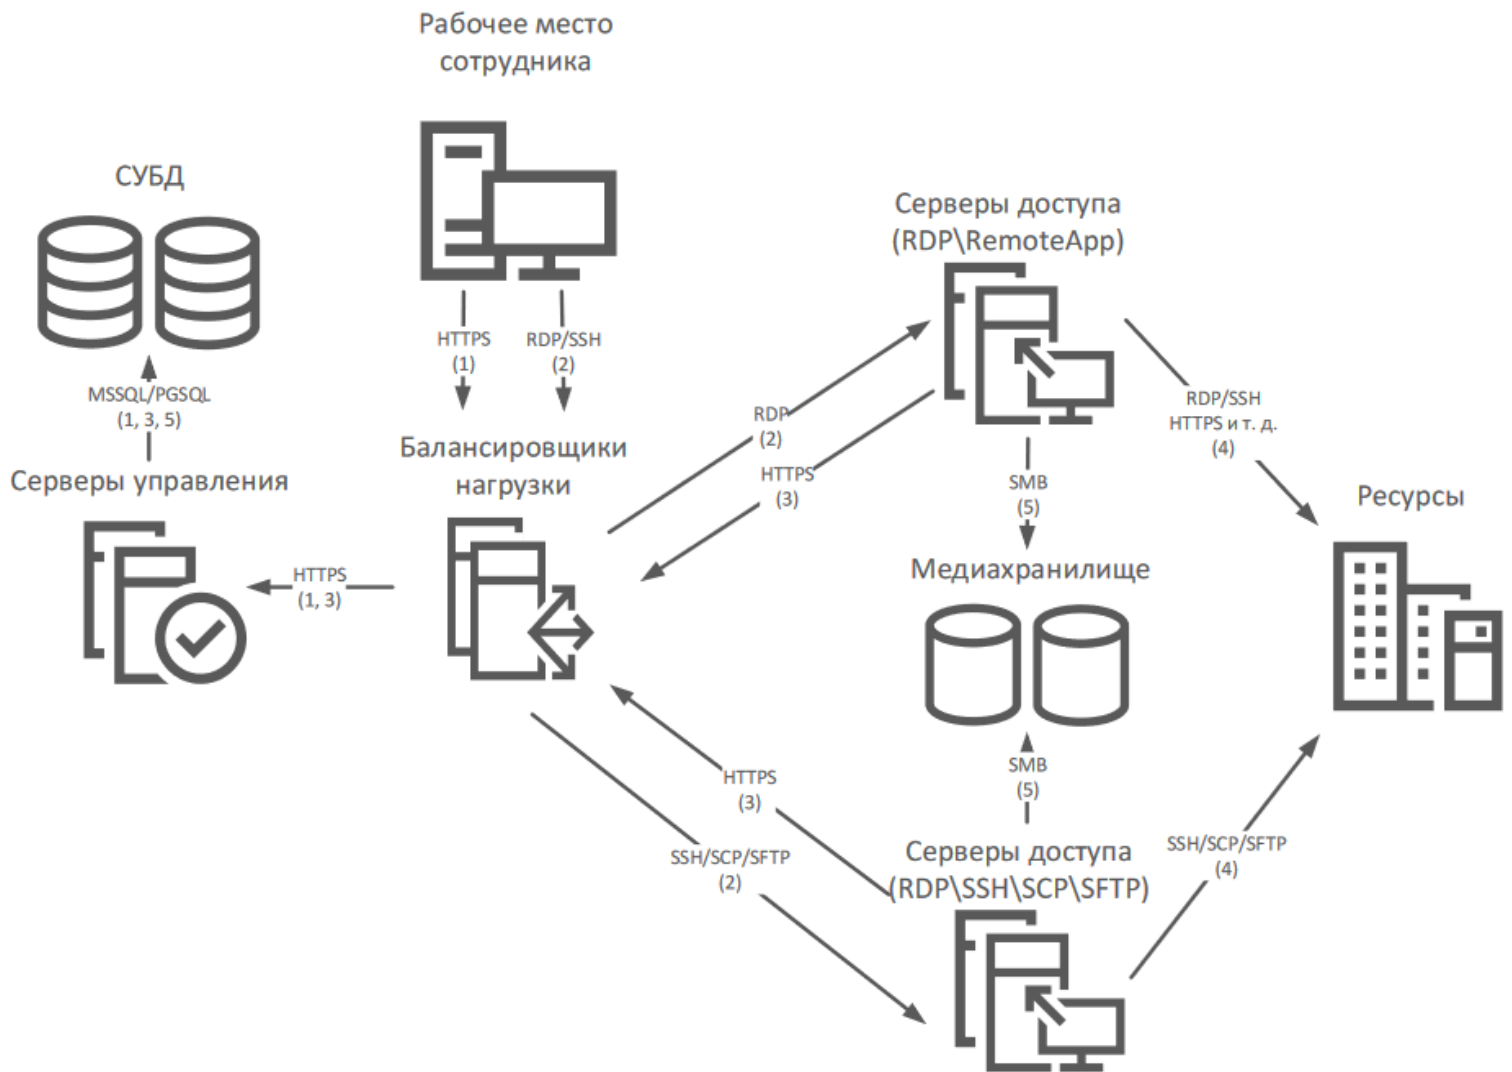 Рабочее место
сотрудника
СУБД
Серверы доступа
(RDP\RemoteApp)
HTTPS
(1)
RDP/SSH
(2)
MSSQL/PGSQL
(1, 3, 5)
RDP
(2)
RDP/SSH
HTTPS и т. д.
(4)
Балансировщики
нагрузки
Серверы управления
HTTPS
(3)
SMB
(5)
Ресурсы
HTTPS
(1, 3)
Медиахранилище
HTTPS
(3)
SMB
(5)
SSH/SCP/SFTP
(2)
Серверы доступа
(RDP\SSH\SCP\SFTP)
SSH/SCP/SFTP
(4)